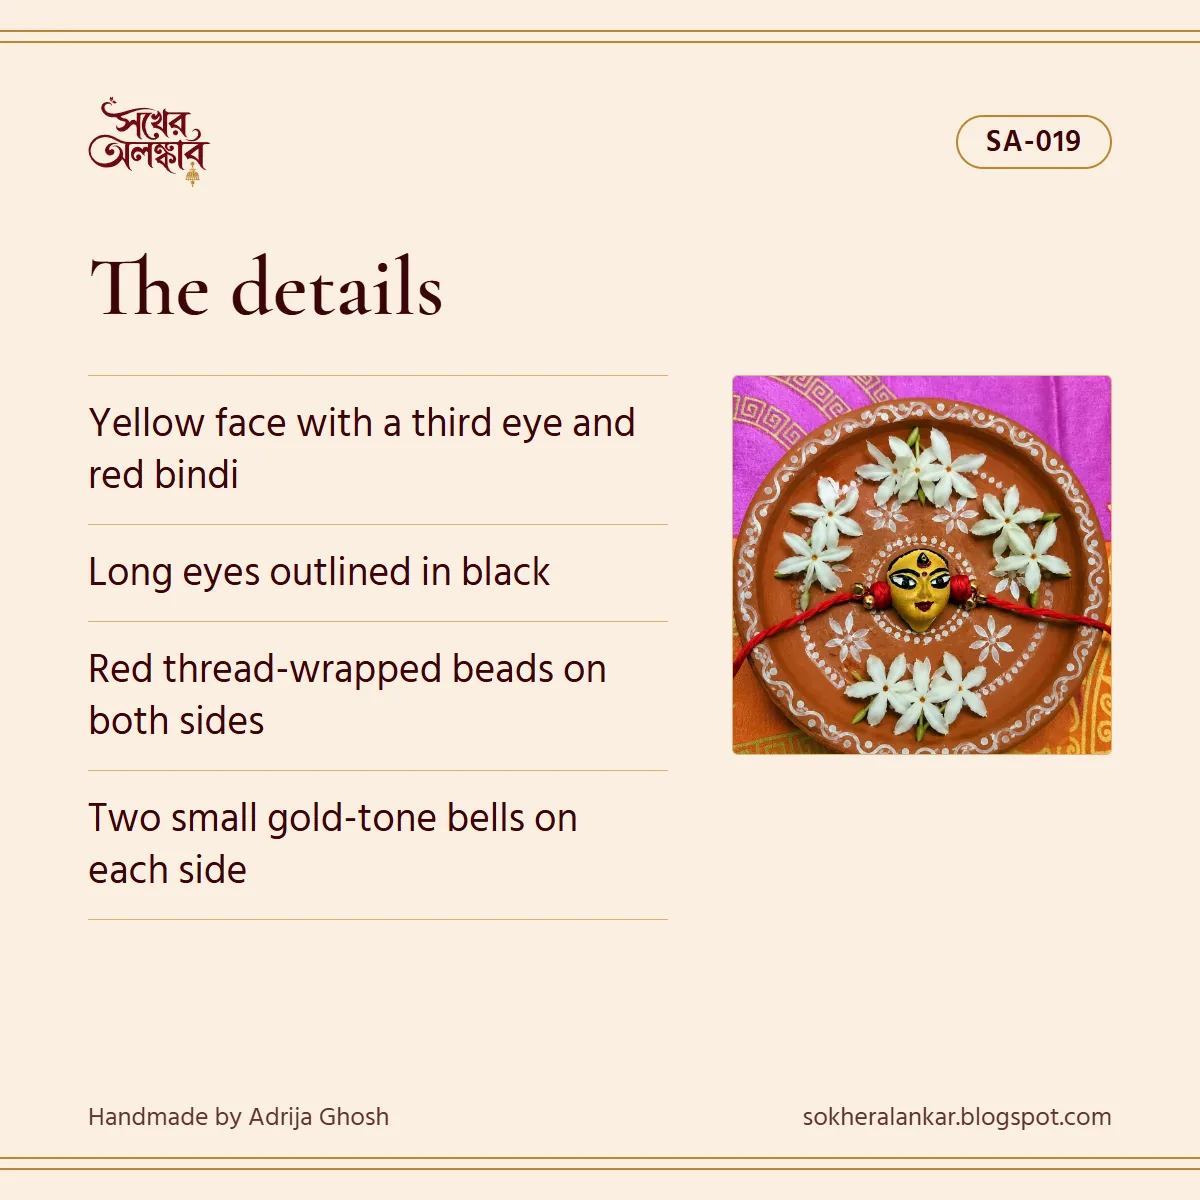 সখের
অলঙ্কার
SA-019
The details
Yellow face with a third eye and
red bindi
Long eyes outlined in black
Red thread-wrapped beads on
both sides
Two small gold-tone bells on
each side
Handmade by Adrija Ghosh
sokheralankar.blogspot.com